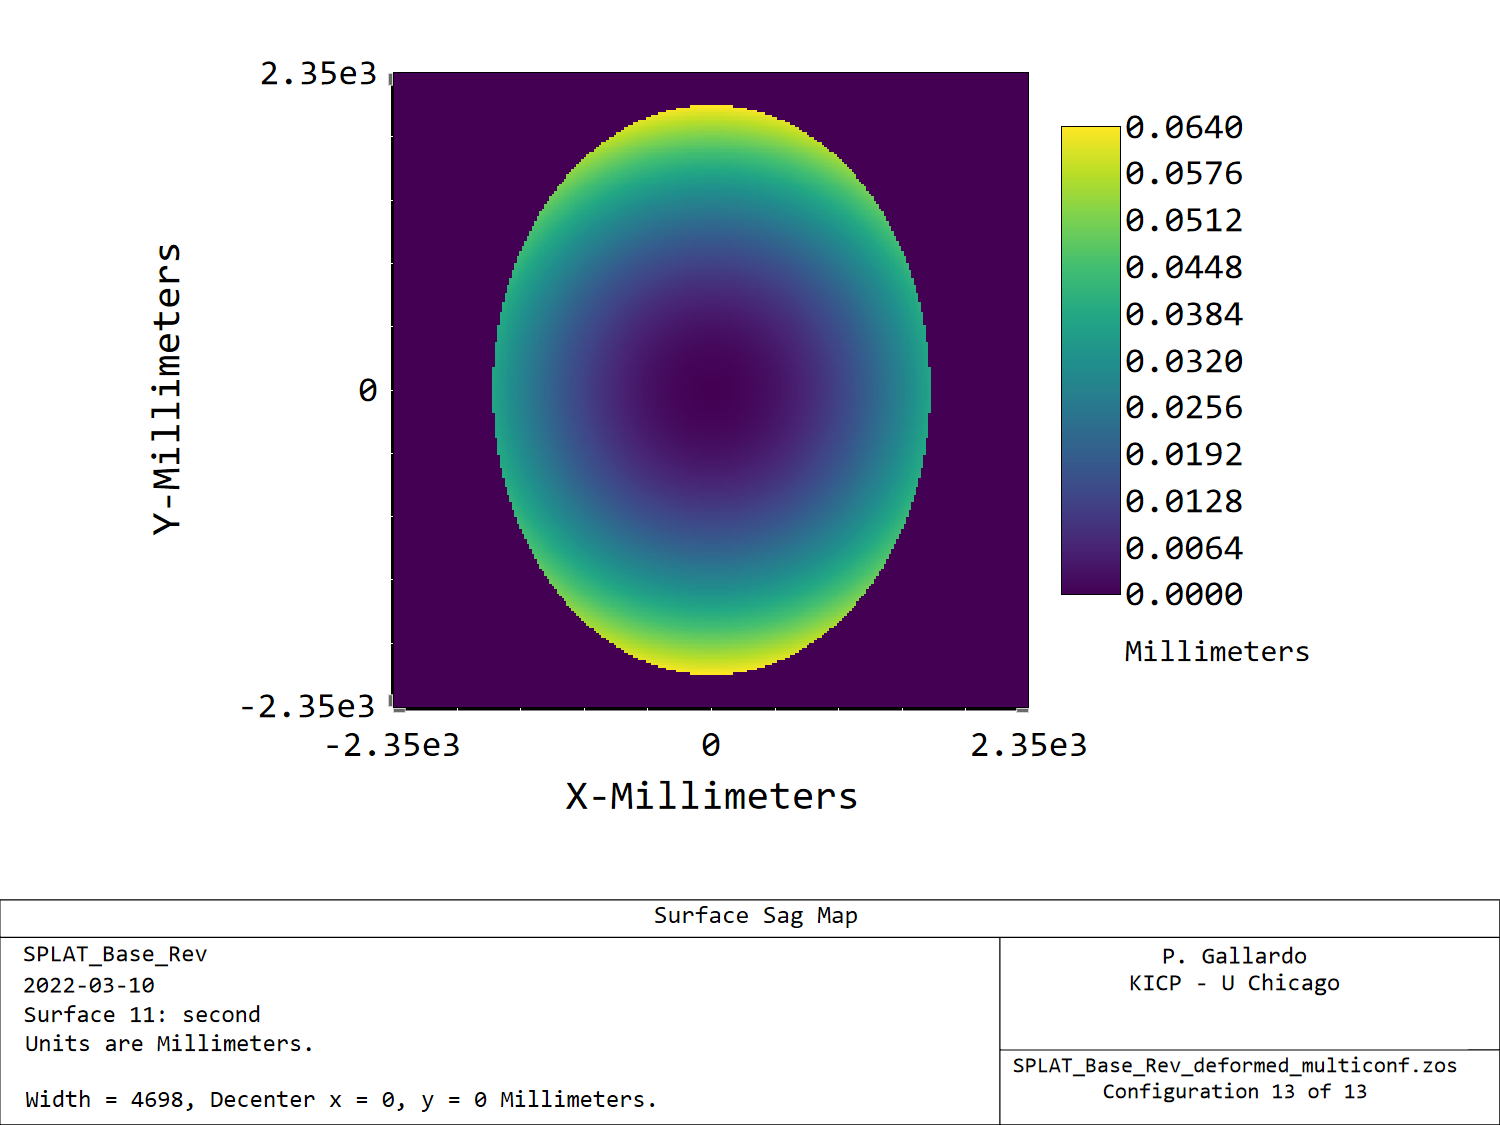 2.35e3
0
-2.35e3
Y-Millimeters
-2.35e3 0 2.35e3
X-Millimeters
0.0640
0.0576
0.0512
0.0448
0.0384
0.0320
0.0256
0.0192
0.0128
0.0064
0.0000
Millimeters
Surface Sag Map
SPLAT_Base_Rev
2022-03-10
Surface 11: second
Units are Millimeters.
Width = 4698, Decenter x = 0, y = 0 Millimeters.
P. Gallardo
KICP - U Chicago
SPLAT_Base_Rev_deformed_multiconf.zos
Configuration 13 of 13